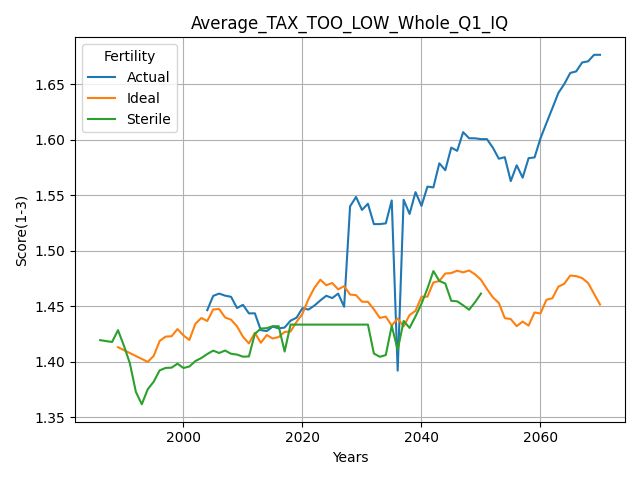 Average_TAX_TOO_LOW_Whole_Q1_IQ
Fertility
Actual
Ideal
Sterile
Score(1-3)
1.65
1.60
1.55
1.50
1.45
1.40
1.35
2000
2020
2040
2060
Years